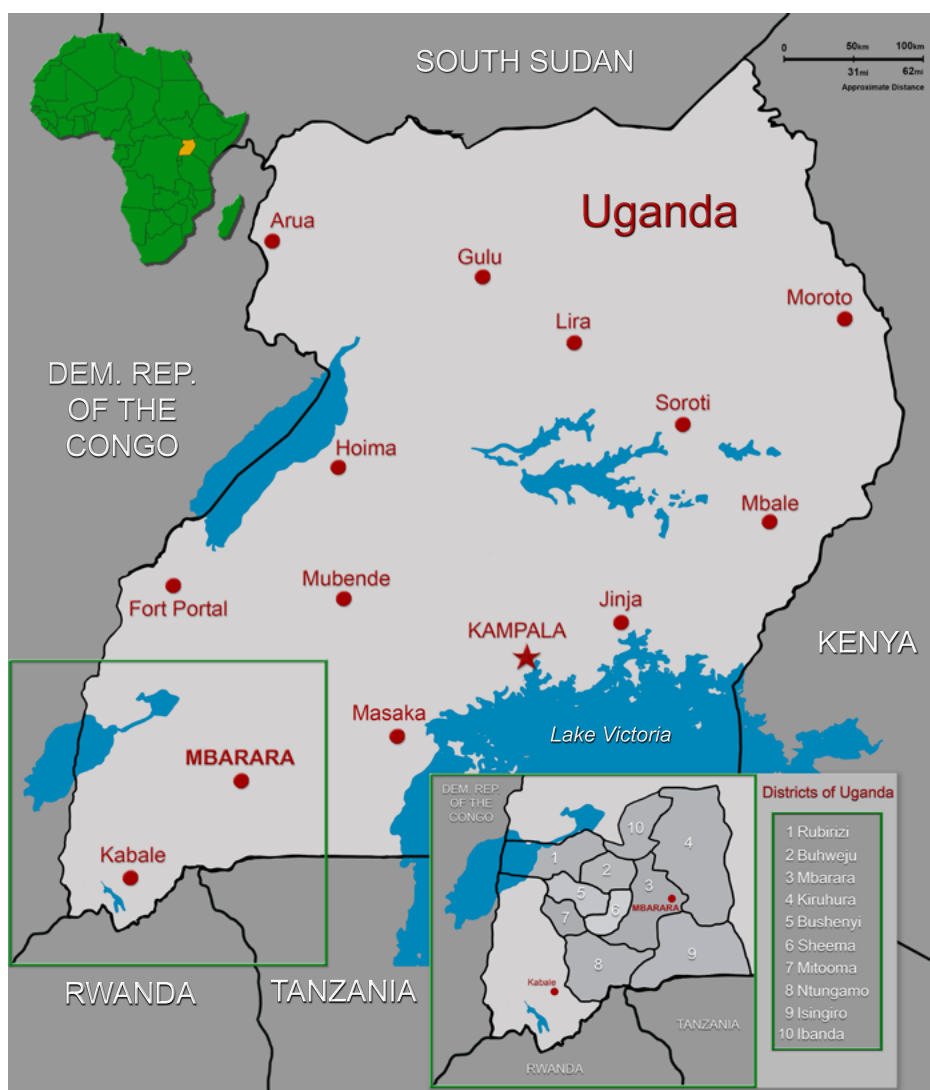 SOUTH SUDAN
0 50km 100km
31mi 62mi
Approximate Distance
Uganda
Arua
Gulu
Moroto
Lira
DEM. REP.
OF THE
CONGO
Soroti
Hoima
Mbale
Mubende
Fort Portal
Jinja
KAMPALA
KENYA
Masaka
Lake Victoria
MBARARA
Kabale
RWANDA
TANZANIA
DEM. REP.
OF THE
CONGO
10
4
1
2
3
5
MBARARA
6
7
8
9
Kabale
TANZANIA
RWANDA
Districts of Uganda
1 Rubirizi
2 Buhweju
3 Mbarara
4 Kiruhura
5 Bushenyi
6 Sheema
7 Mitooma
8 Ntungamo
9 Isingiro
10 Ibanda